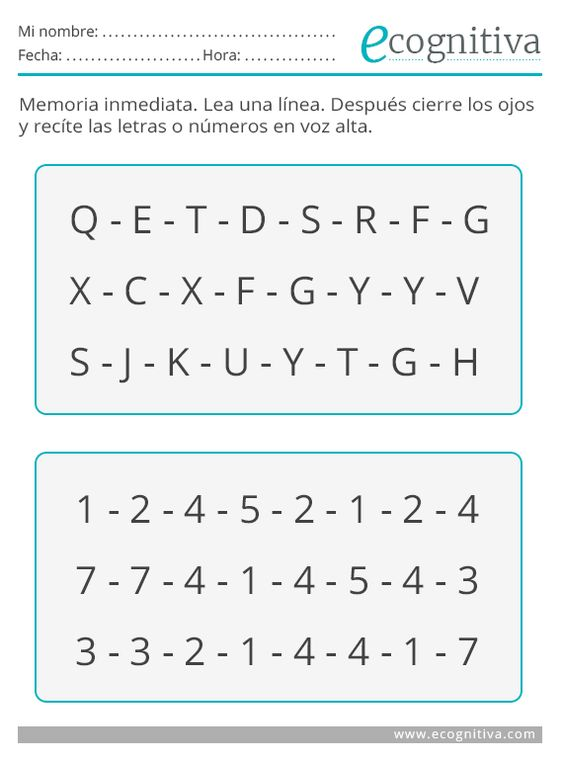 Mi nombre: .....................................
ecognitiva
Fecha: ..................... Hora: ...............
Memoria inmediata. Lea una línea. Después cierre los ojos
y recíte las letras o números en voz alta.
Q - E - T - D - S - R - F - G
X - C - X - F - G - Y - Y - V
S - J - K - U - Y - T - G - H
1 - 2 - 4 - 5 - 2 - 1 - 2 - 4
7 - 7 - 4 - 1 - 4 - 5 - 4 - 3
3 - 3 - 2 - 1 - 4 - 4 - 1 - 7
www.ecognitiva.com